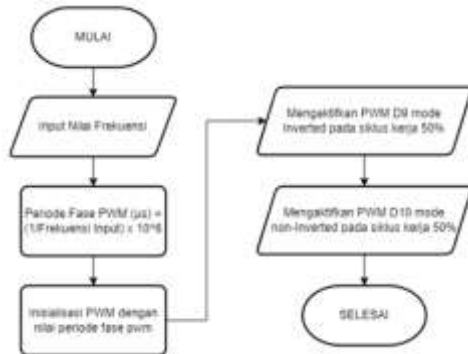 MULAI
Input Nilai Frekuensi
Periode Fase PWM (µs) =
(1/Frekuensi Input) x 10^6
Inisialisasi PWM dengan
nilai periode fase pwm
Mengaktifkan PWM D9 mode
Inverted pada siklus kerja 50%
Mengaktifkan PWM D10 mode
non-Inverted pada siklus kerja 50%
SELESAI